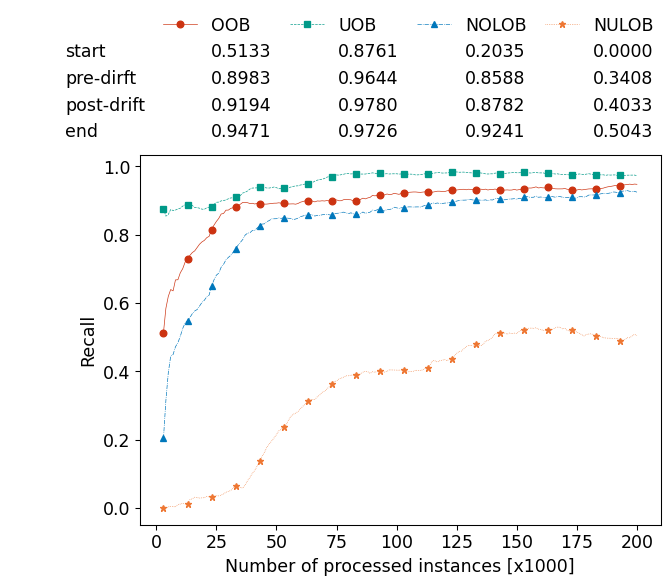 OOB UOB NOLOB NULOB
start 0.5133 0.8761 0.2035 0.0000
pre-dirft 0.8983 0.9644 0.8588 0.3408
post-drift 0.9194 0.9780 0.8782 0.4033
end 0.9471 0.9726 0.9241 0.5043
1.0
0.8
0.6
0.4
0.2
0.0
Recall
0 25 50 75 100 125 150 175 200
Number of processed instances [x1000]